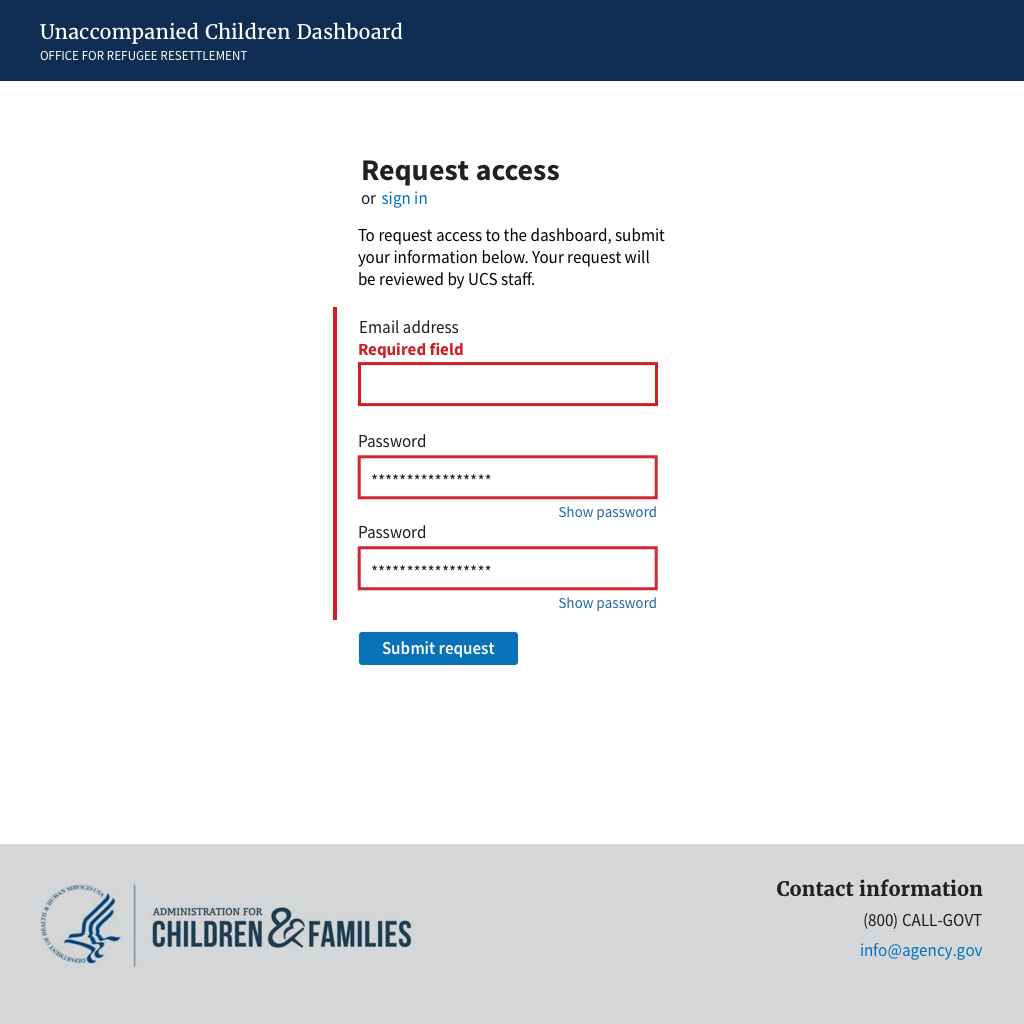 Unaccompanied Children Dashboard
OFFICE FOR REFUGEE RESETTLEMENT
Request access
or sign in
To request access to the dashboard, submit
your information below. Your request will
be reviewed by UCS staff.
Email address
Required field
Password
*****************
Show password
Password
*****************
Show password
Submit request
DEPARTMENT OF HEALTH & HUMAN SERVICES USA
ADMINISTRATION FOR
CHILDREN & FAMILIES
Contact information
(800) CALL-GOVT
info@agency.gov